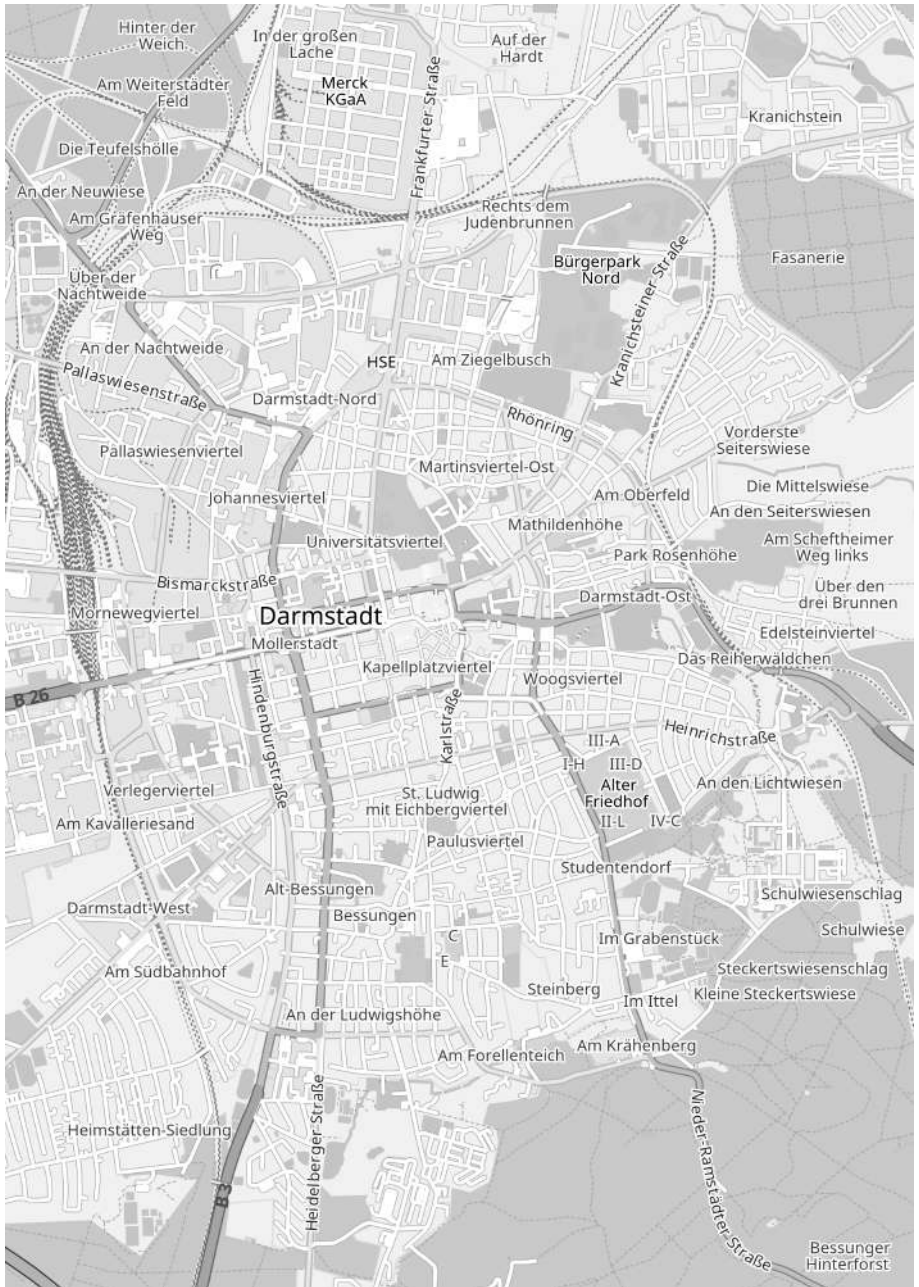 Hinter der
Weich
In der großen
Lache
Auf der
Hardt
Am Weiterstädter
Feld
Merck
KGaA
Frankfurter Straße
Kranichstein
Die Teufelshölle
An der Neuwiese
Am Gräfenhäuser
Weg
Rechts dem
Judenbrunnen
Bürgerpark
Nord
Kranichsteiner Straße
Fasanerie
Über der
Nachtweide
An der Nachtweide
HSE
Am Ziegelbusch
Pallaswiesenstraße
Darmstadt-Nord
Rhönring
Vorderste
Seiterswiese
Pallaswiesenviertel
Martinsviertel-Ost
Johannesviertel
Am Oberfeld
Die Mittelswiese
An den Seiterswiesen
Mathildenhöhe
Universitätsviertel
Am Scheftheimer
Weg links
Park Rosenhöhe
Bismarckstraße
Über den
drei Brunnen
Darmstadt-Ost
Mornewegviertel
Darmstadt
Mollerstadt
Edelsteinviertel
Kapellplatzviertel
Das Reiherwäldchen
Woogsviertel
B 26
Hindenburgstraße
Karlstraße
Heinrichstraße
III-A
I-H
III-D
An den Lichtwiesen
Verlegerviertel
St. Ludwig
mit Eichbergviertel
Alter
Friedhof
Am Kavalleriesand
II-L
IV-C
Paulusviertel
Studentendorf
Alt-Bessungen
Schulwiesenschlag
Darmstadt-West
Bessungen
Schulwiese
C
Im Grabenstück
E
Am Südbahnhof
Steckertswiesenschlag
Steinberg
Im Ittel
Kleine Steckertswiese
An der Ludwigshöhe
Am Forellenteich
Am Krähenberg
Heimstätten-Siedlung
Heidelberger Straße
B3
Nieder-Ramstädter Straße
Bessunger
Hinterforst